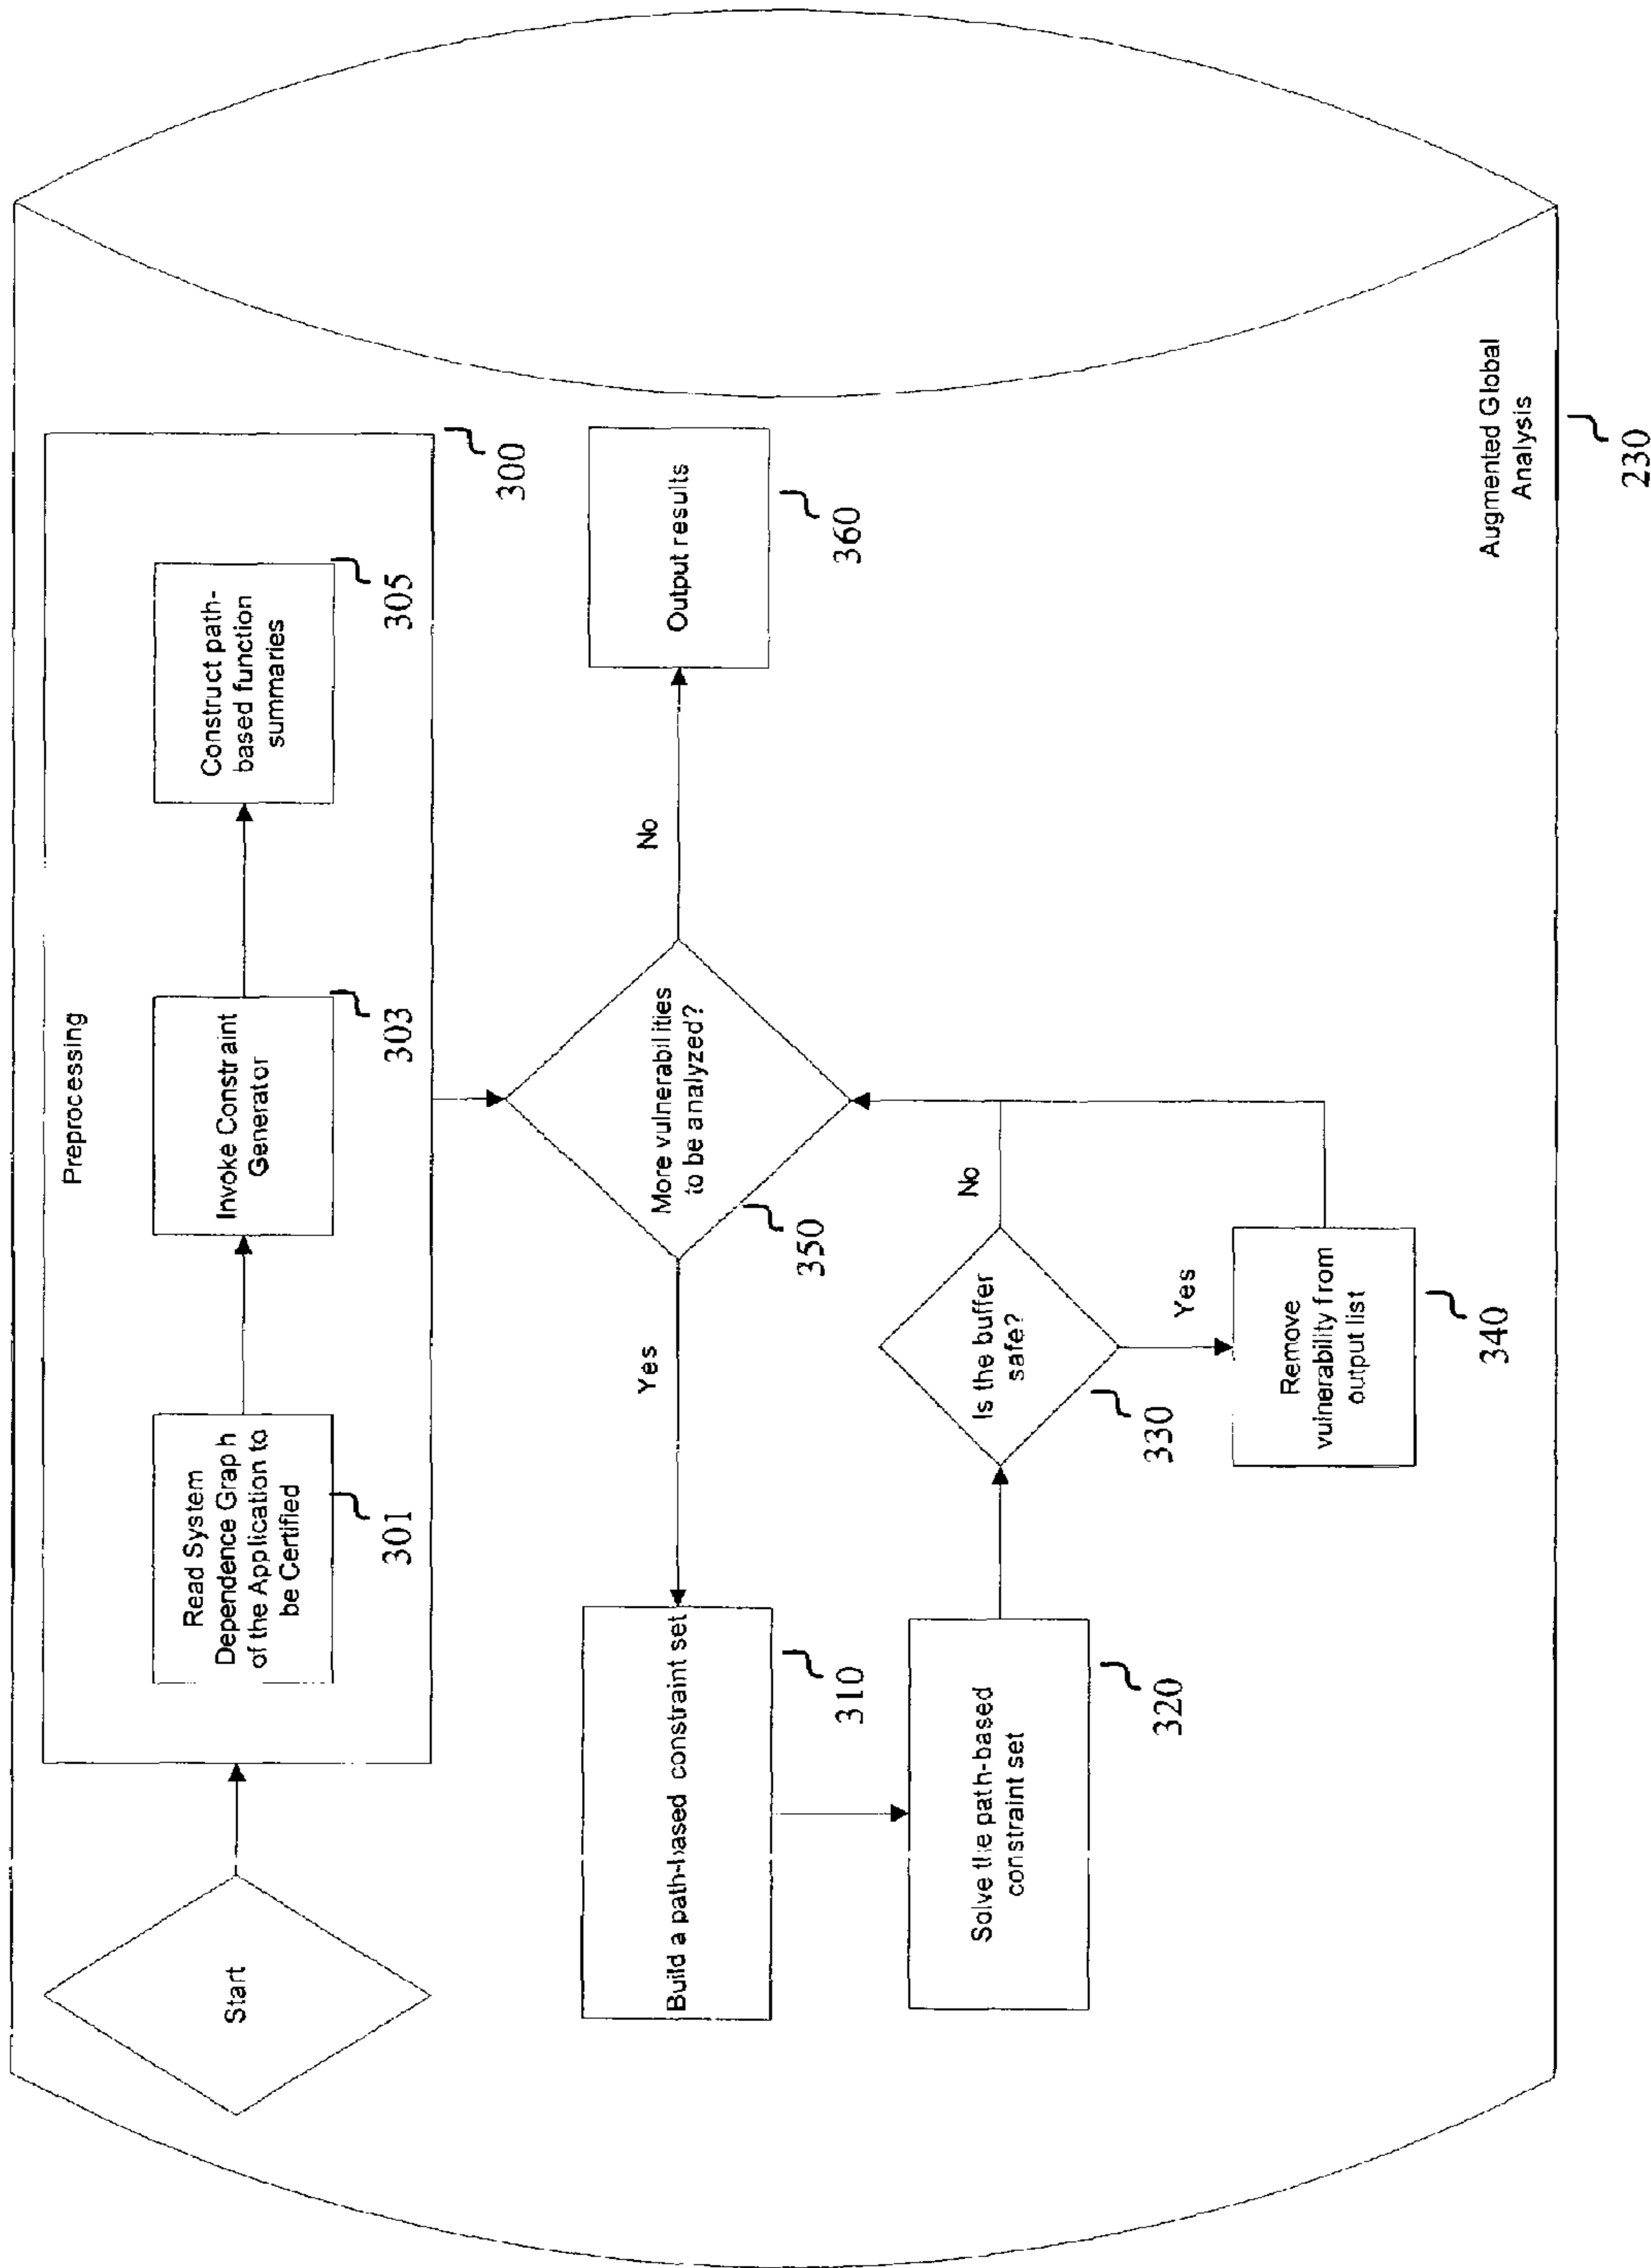 Preprocessing
Start
Read System
Dependence Graph
of the Application to
be Certified
301
Invoke Constraint
Generator
303
Construct path-
based function
summaries
305
300
More vulnerabilities
to be analyzed?
350
Yes
No
Build a path-based constraint set
310
Output results
360
Solve the path-based
constraint set
320
Is the buffer
safe?
330
No
Yes
Remove
vulnerability from
output list
340
Augmented Global
Analysis
230